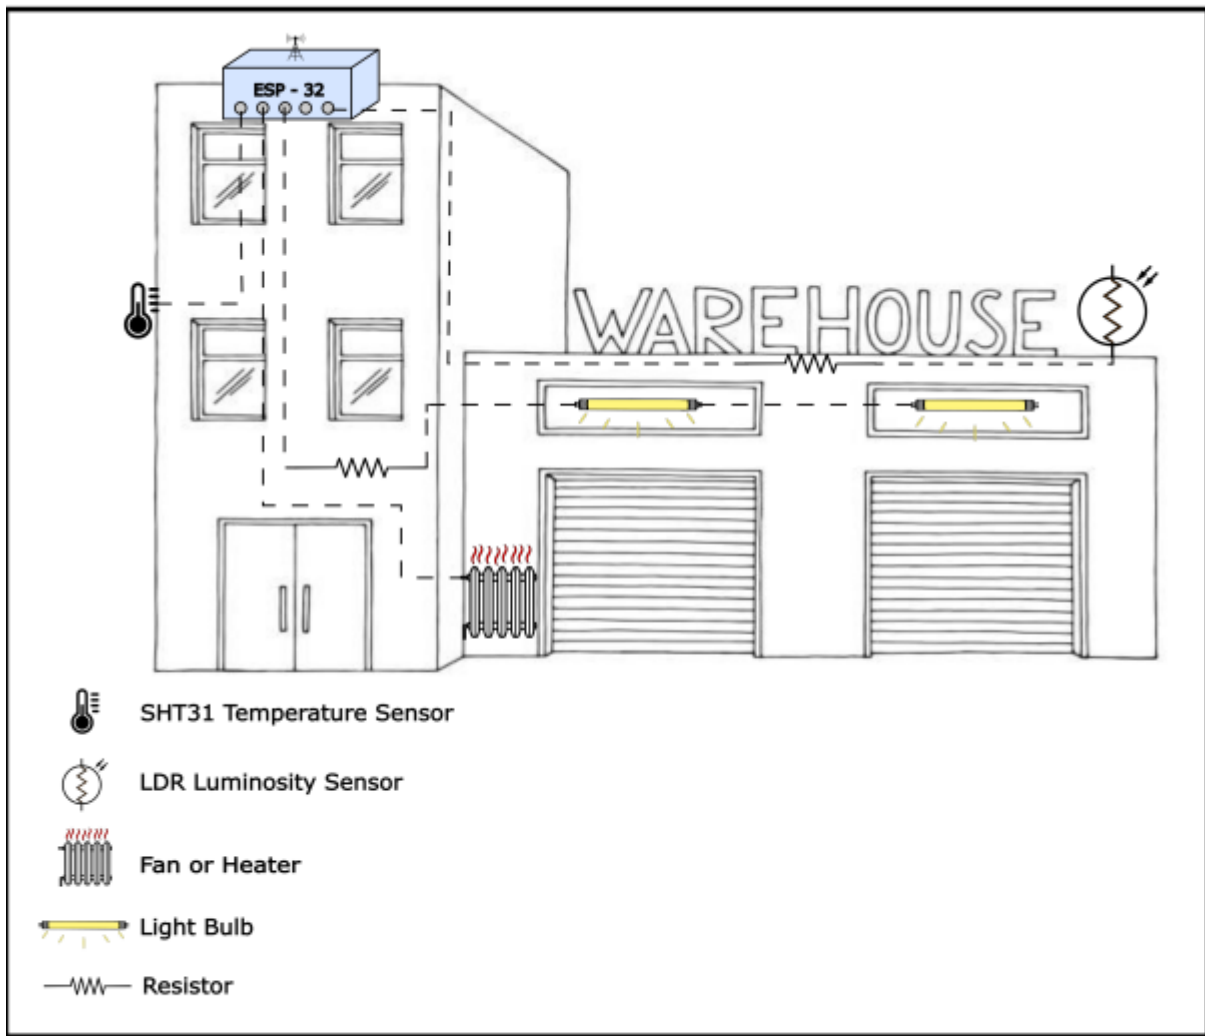 ESP - 32
WAREHOUSE
SHT31 Temperature Sensor
LDR Luminosity Sensor
Fan or Heater
Light Bulb
Resistor